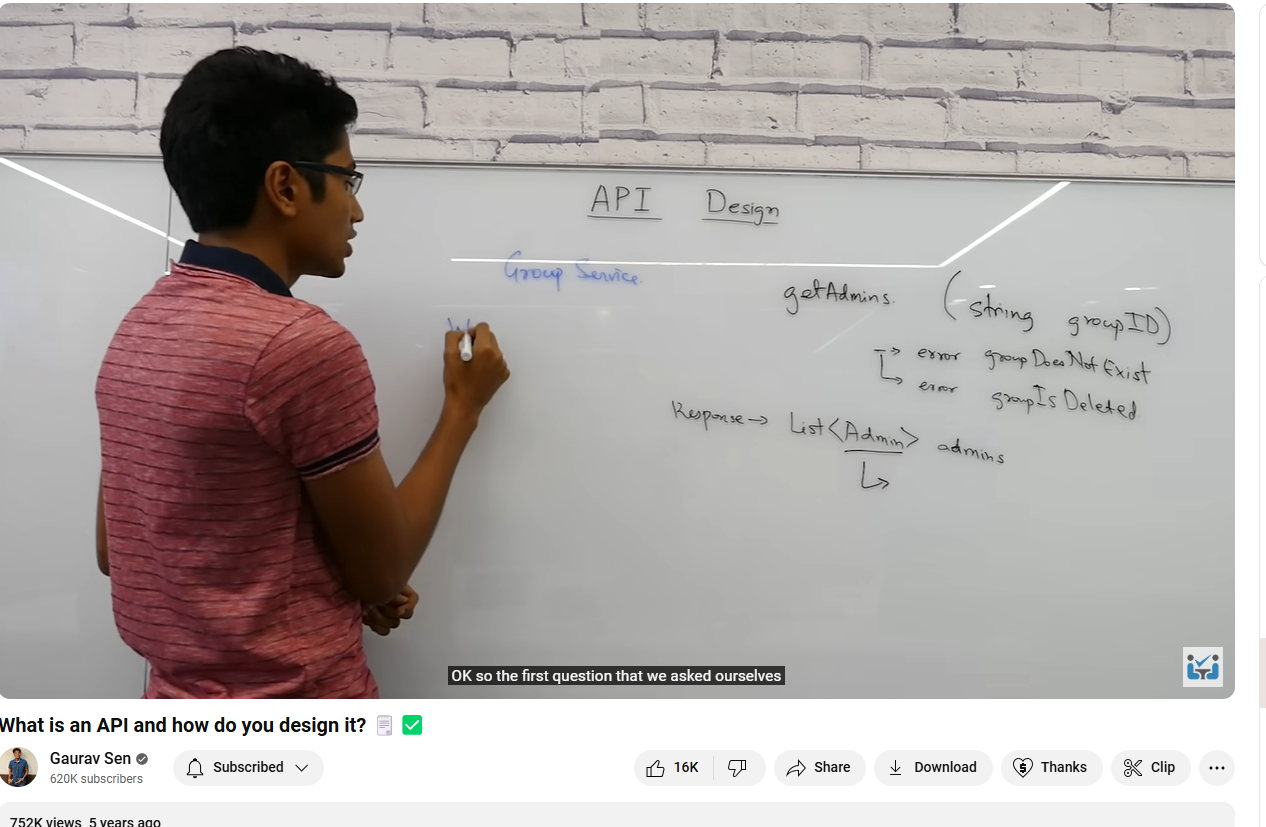 API Design
Group Service.
getAdmins. (string groupID)
→ error groupDoesNotExist
↳ error groupIsDeleted
Response → List<Admin> admins
↳
OK so the first question that we asked ourselves
What is an API and how do you design it?
Gaurav Sen
620K subscribers
Subscribed
16K
Share
Download
Thanks
Clip
752K views 5 years ago